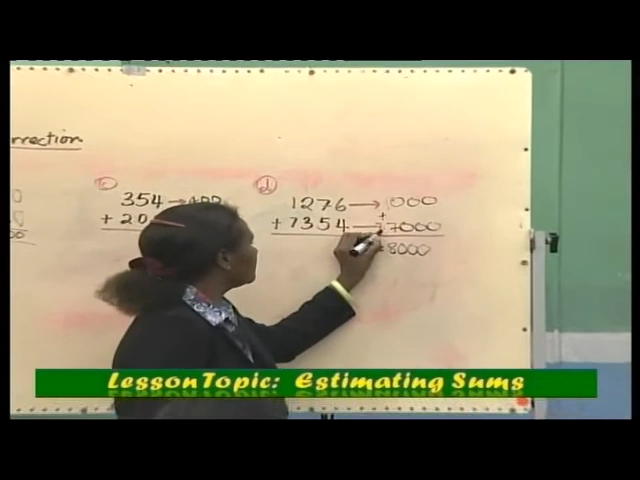 rrection
c) 354 → 400
+ 20
d) 1276 → 1000
+
+ 7354 → 7000
= 8000
Lesson Topic: Estimating Sums